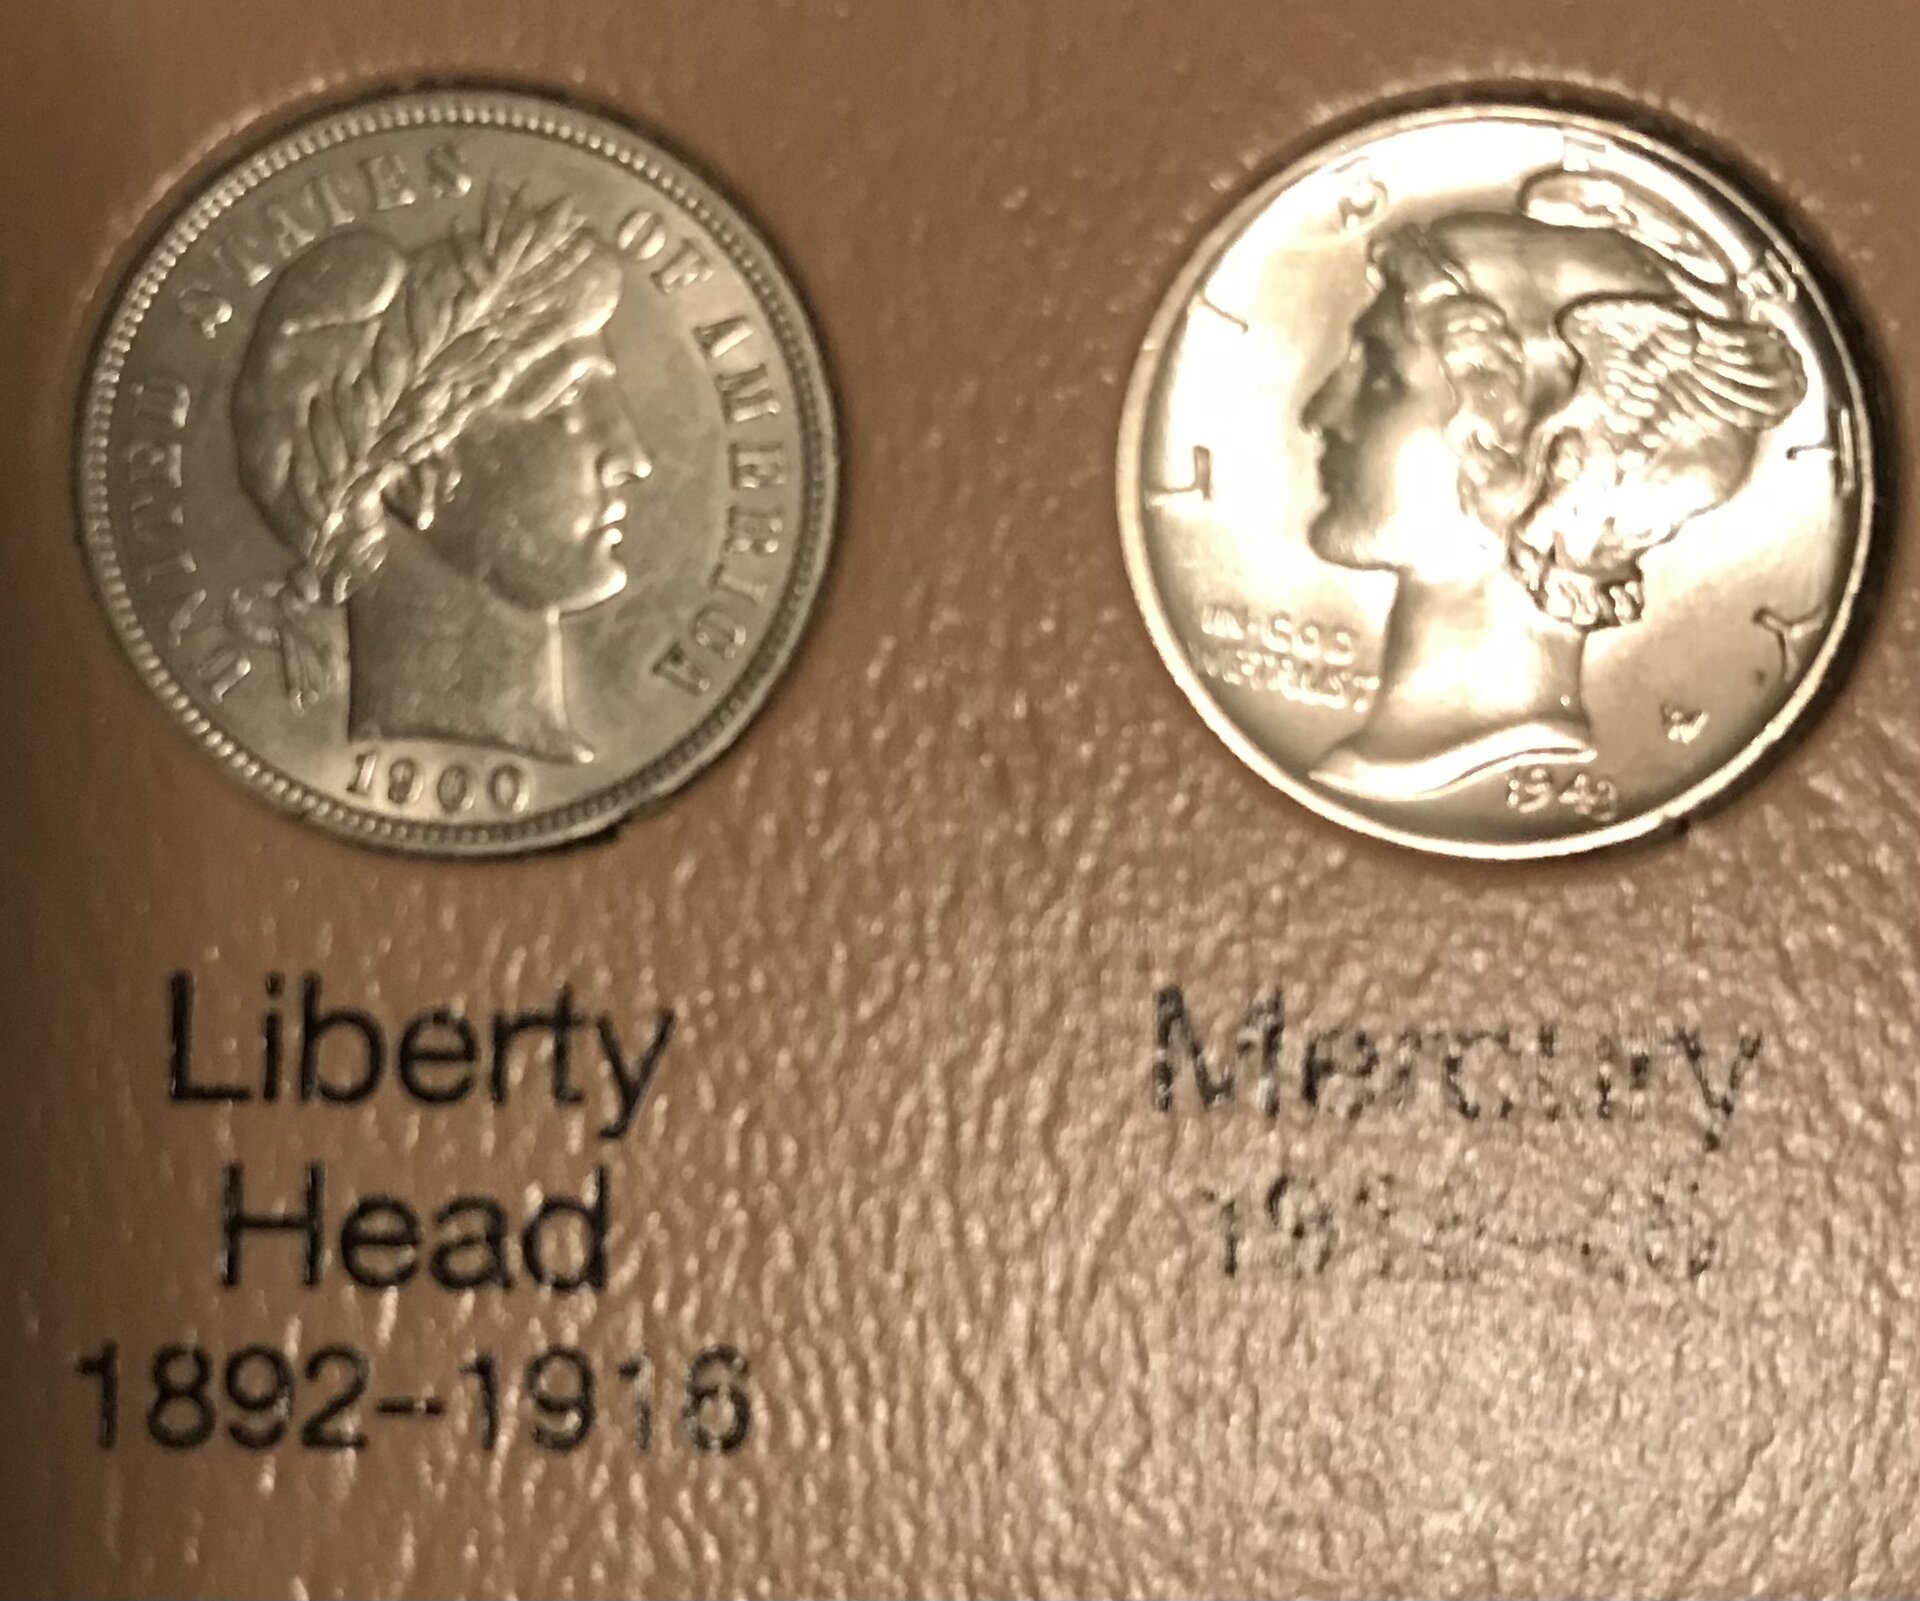 UNITED STATES OF AMERICA
1900
LIBERTY
IN GOD
WE TRUST
Liberty
Head
1892–1916
Mercury